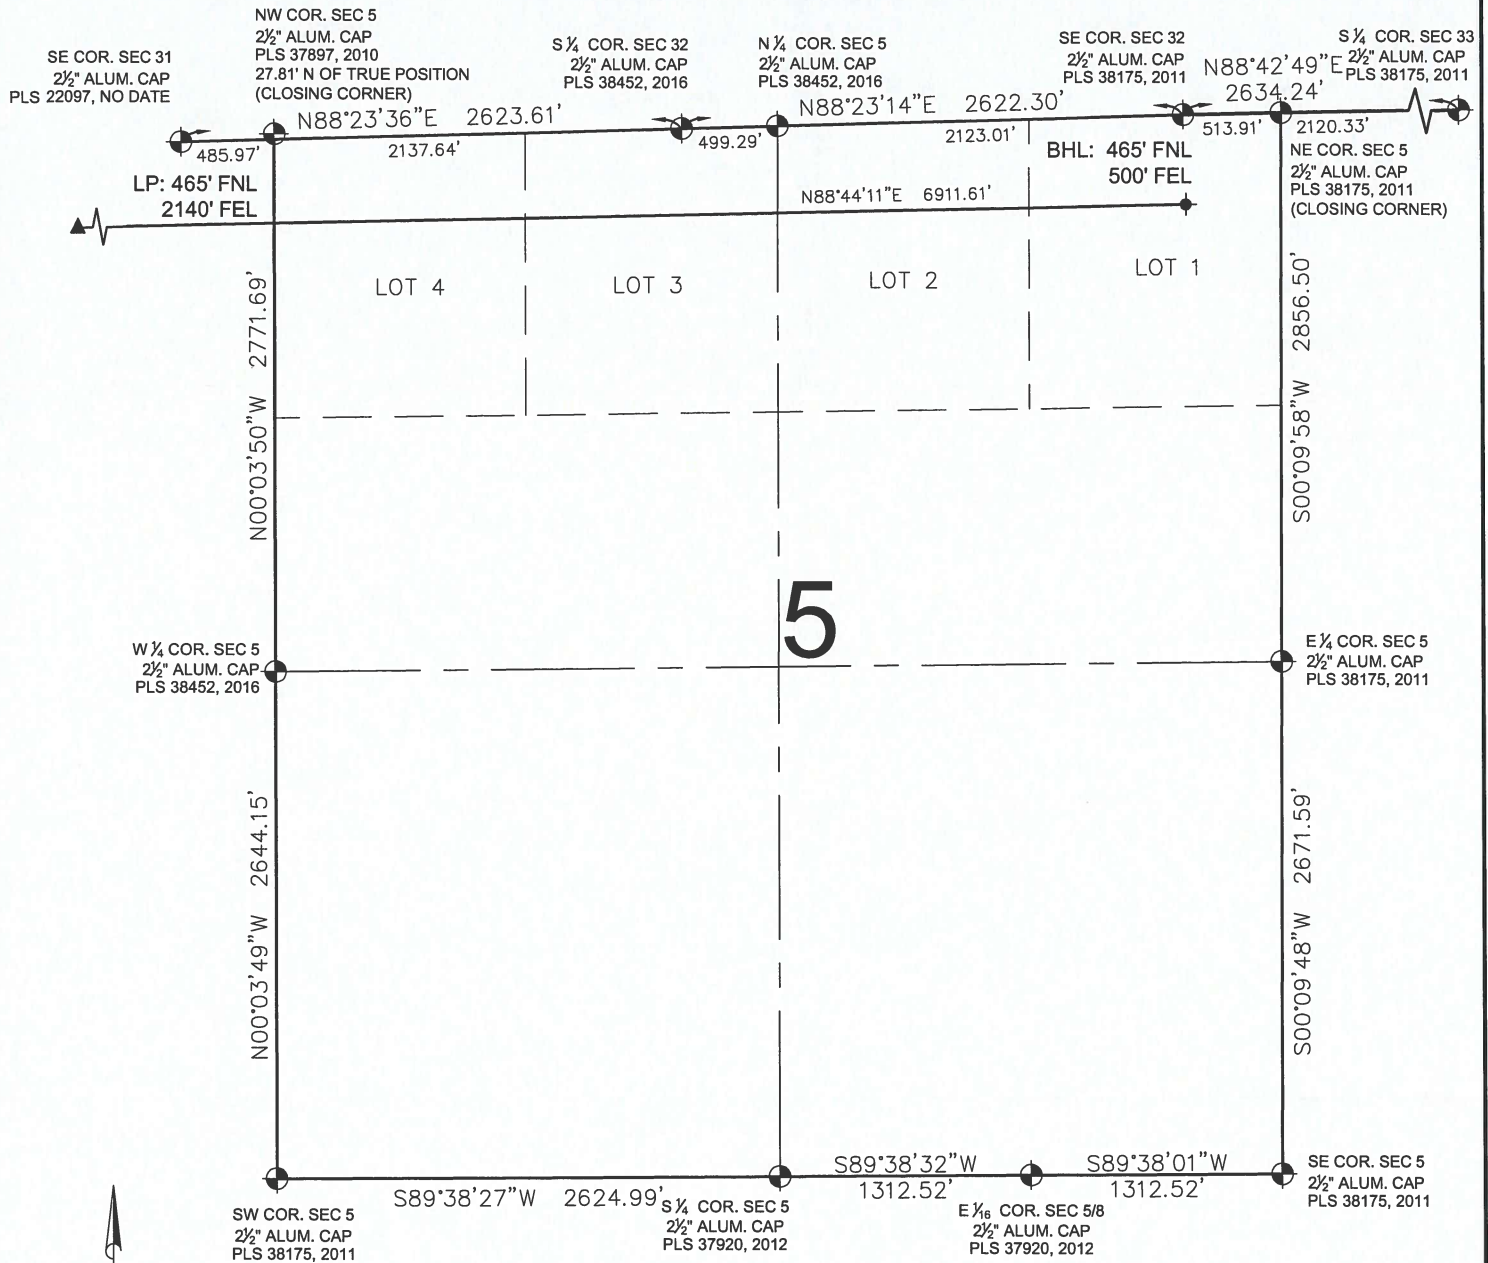 NW COR. SEC 5
2½" ALUM. CAP
PLS 37897, 2010
27.81' N OF TRUE POSITION
(CLOSING CORNER)
SE COR. SEC 31
2½" ALUM. CAP
PLS 22097, NO DATE
S ¼ COR. SEC 32
2½" ALUM. CAP
PLS 38452, 2016
N ¼ COR. SEC 5
2½" ALUM. CAP
PLS 38452, 2016
SE COR. SEC 32
2½" ALUM. CAP
PLS 38175, 2011
S ¼ COR. SEC 33
2½" ALUM. CAP
PLS 38175, 2011
N88°42'49"E
2634.24'
N88°23'36"E 2623.61'
N88°23'14"E 2622.30'
485.97'
2137.64'
499.29'
2123.01'
513.91'
2120.33'
LP: 465' FNL
2140' FEL
BHL: 465' FNL
500' FEL
NE COR. SEC 5
2½" ALUM. CAP
PLS 38175, 2011
(CLOSING CORNER)
N88°44'11"E 6911.61'
LOT 4
LOT 3
LOT 2
LOT 1
N00°03'50"W 2771.69'
S00°09'58"W 2856.50'
5
W ¼ COR. SEC 5
2½" ALUM. CAP
PLS 38452, 2016
E ¼ COR. SEC 5
2½" ALUM. CAP
PLS 38175, 2011
N00°03'49"W 2644.15'
S00°09'48"W 2671.59'
S89°38'27"W 2624.99'
S89°38'32"W
1312.52'
S89°38'01"W
1312.52'
SW COR. SEC 5
2½" ALUM. CAP
PLS 38175, 2011
S ¼ COR. SEC 5
2½" ALUM. CAP
PLS 37920, 2012
E ⅟16 COR. SEC 5/8
2½" ALUM. CAP
PLS 37920, 2012
SE COR. SEC 5
2½" ALUM. CAP
PLS 38175, 2011